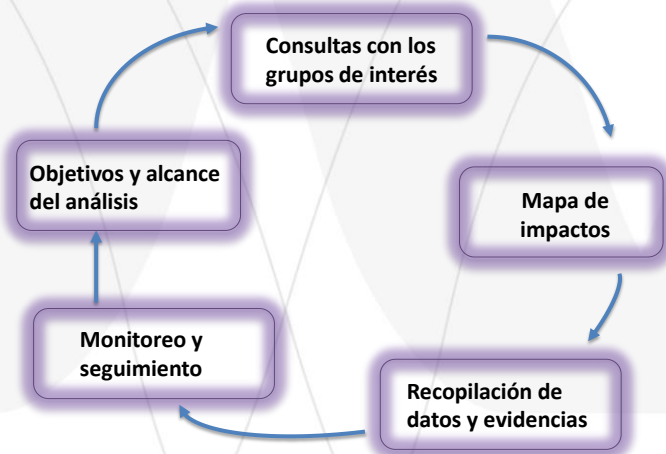 Consultas con los
grupos de interés
Mapa de
impactos
Recopilación de
datos y evidencias
Monitoreo y
seguimiento
Objetivos y alcance
del análisis